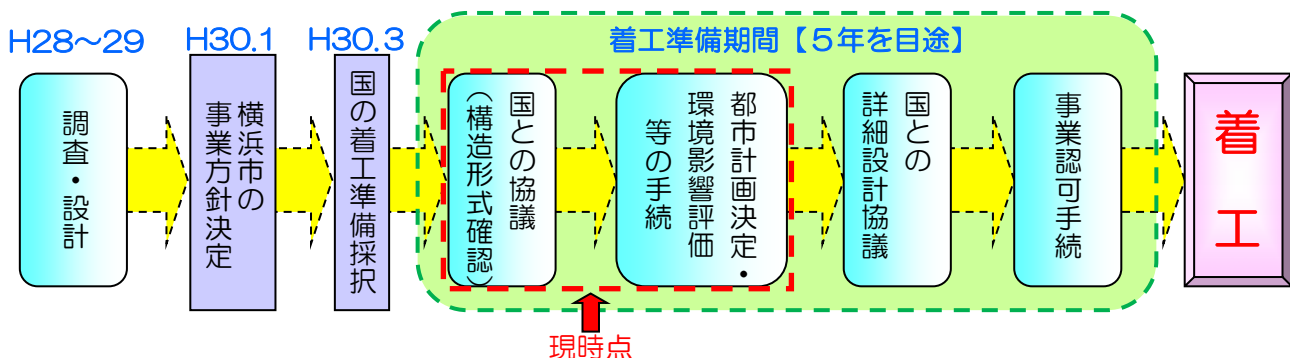 H28～29
H30.1
H30.3
着工準備期間【５年を目途】
調査・設計
横浜市の
事業方針決定
国の着工準備採択
国との協議
（構造形式確認）
都市計画決定・
環境影響評価
等の手続
国との
詳細設計協議
事業認可手続
着工
現時点